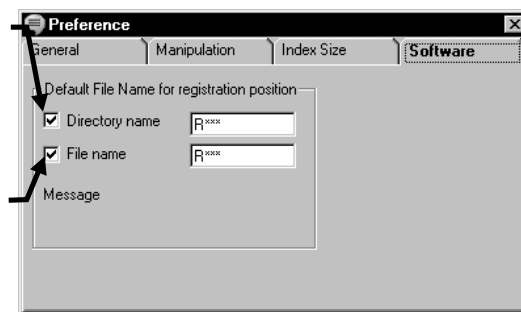 Preference
General Manipulation Index Size Software
Default File Name for registration position
Directory name R***
File name R***
Message